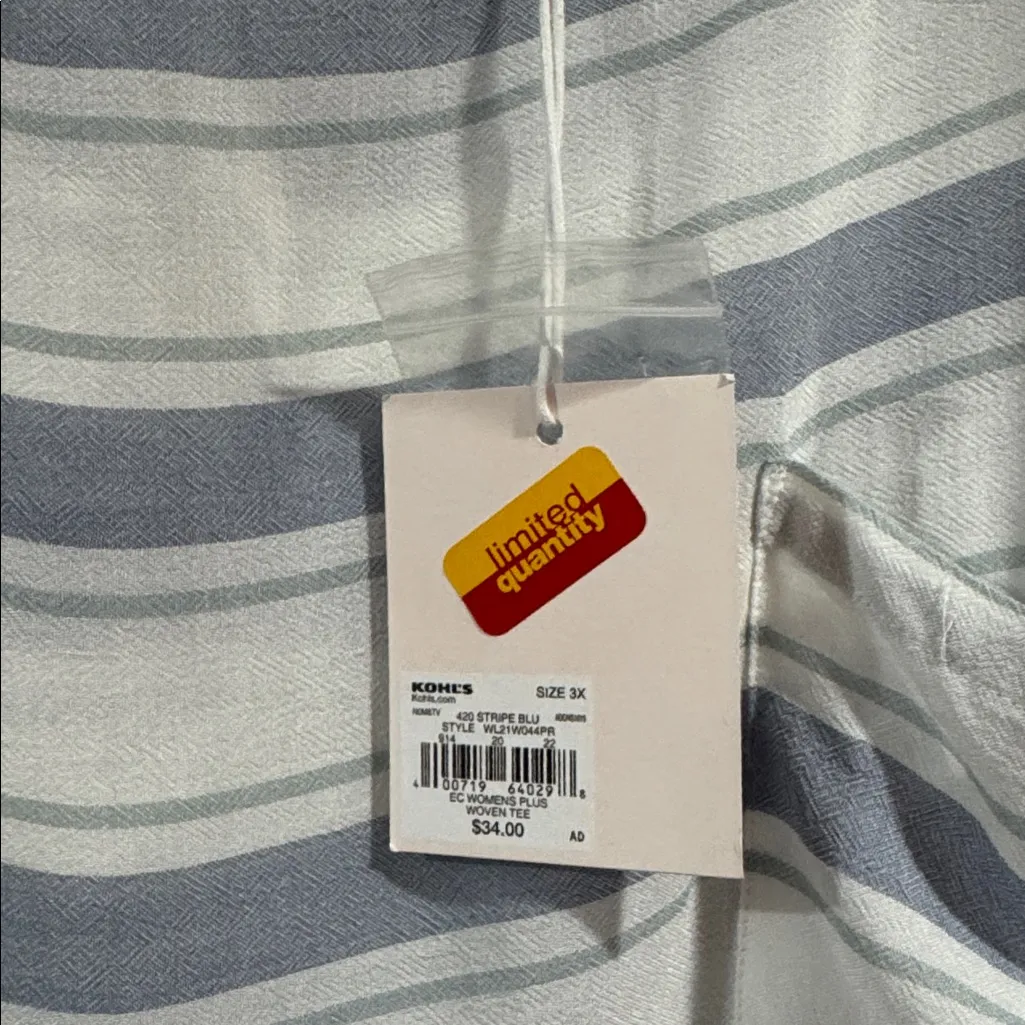 limited
quantity
KOHL'S SIZE 3X
Kohls.com
420 STRIPE BLU
STYLE WL21W044PR
914 20 22
4 00719 64029 8
EC WOMENS PLUS
WOVEN TEE
$34.00 AD